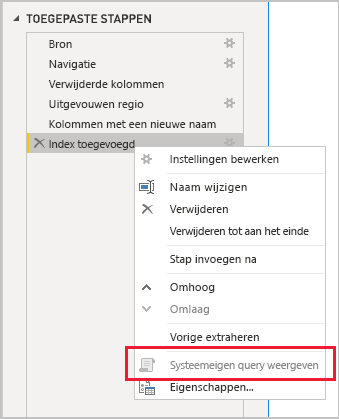 TOEGEPASTE STAPPEN
Bron
Navigatie
Verwijderde kolommen
Uitgevouwen regio
Kolommen met een nieuwe naam
Index toegevoegd
Instellingen bewerken
Naam wijzigen
Verwijderen
Verwijderen tot aan het einde
Stap invoegen na
Omhoog
Omlaag
Vorige extraheren
Systeemeigen query weergeven
Eigenschappen...